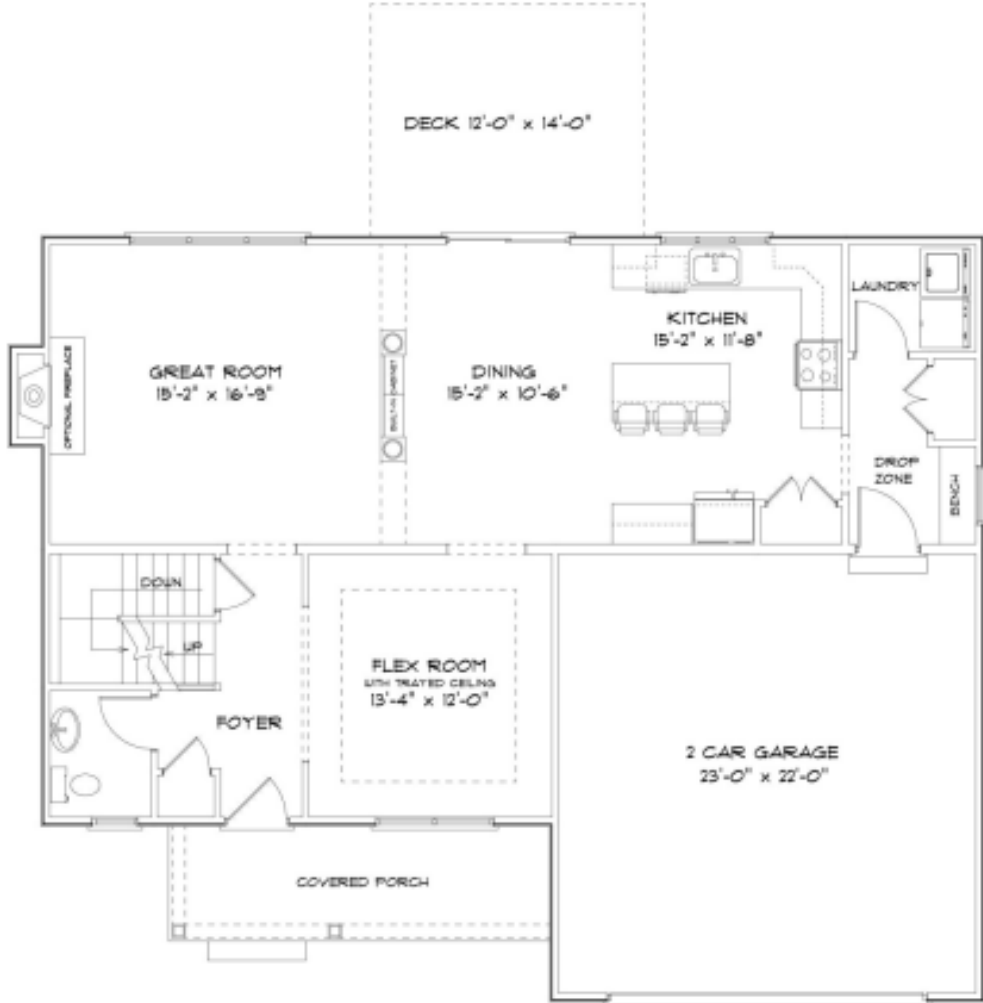 DECK 12'-0" x 14'-0"
LAUNDRY
KITCHEN
15'-2" x 11'-8"
GREAT ROOM
15'-2" x 16'-9"
OPTIONAL FIREPLACE
BUILT-IN CABINET
DINING
15'-2" x 10'-6"
DROP
ZONE
BENCH
DOWN
UP
FLEX ROOM
WITH TRAYED CEILING
13'-4" x 12'-0"
FOYER
2 CAR GARAGE
23'-0" x 22'-0"
COVERED PORCH